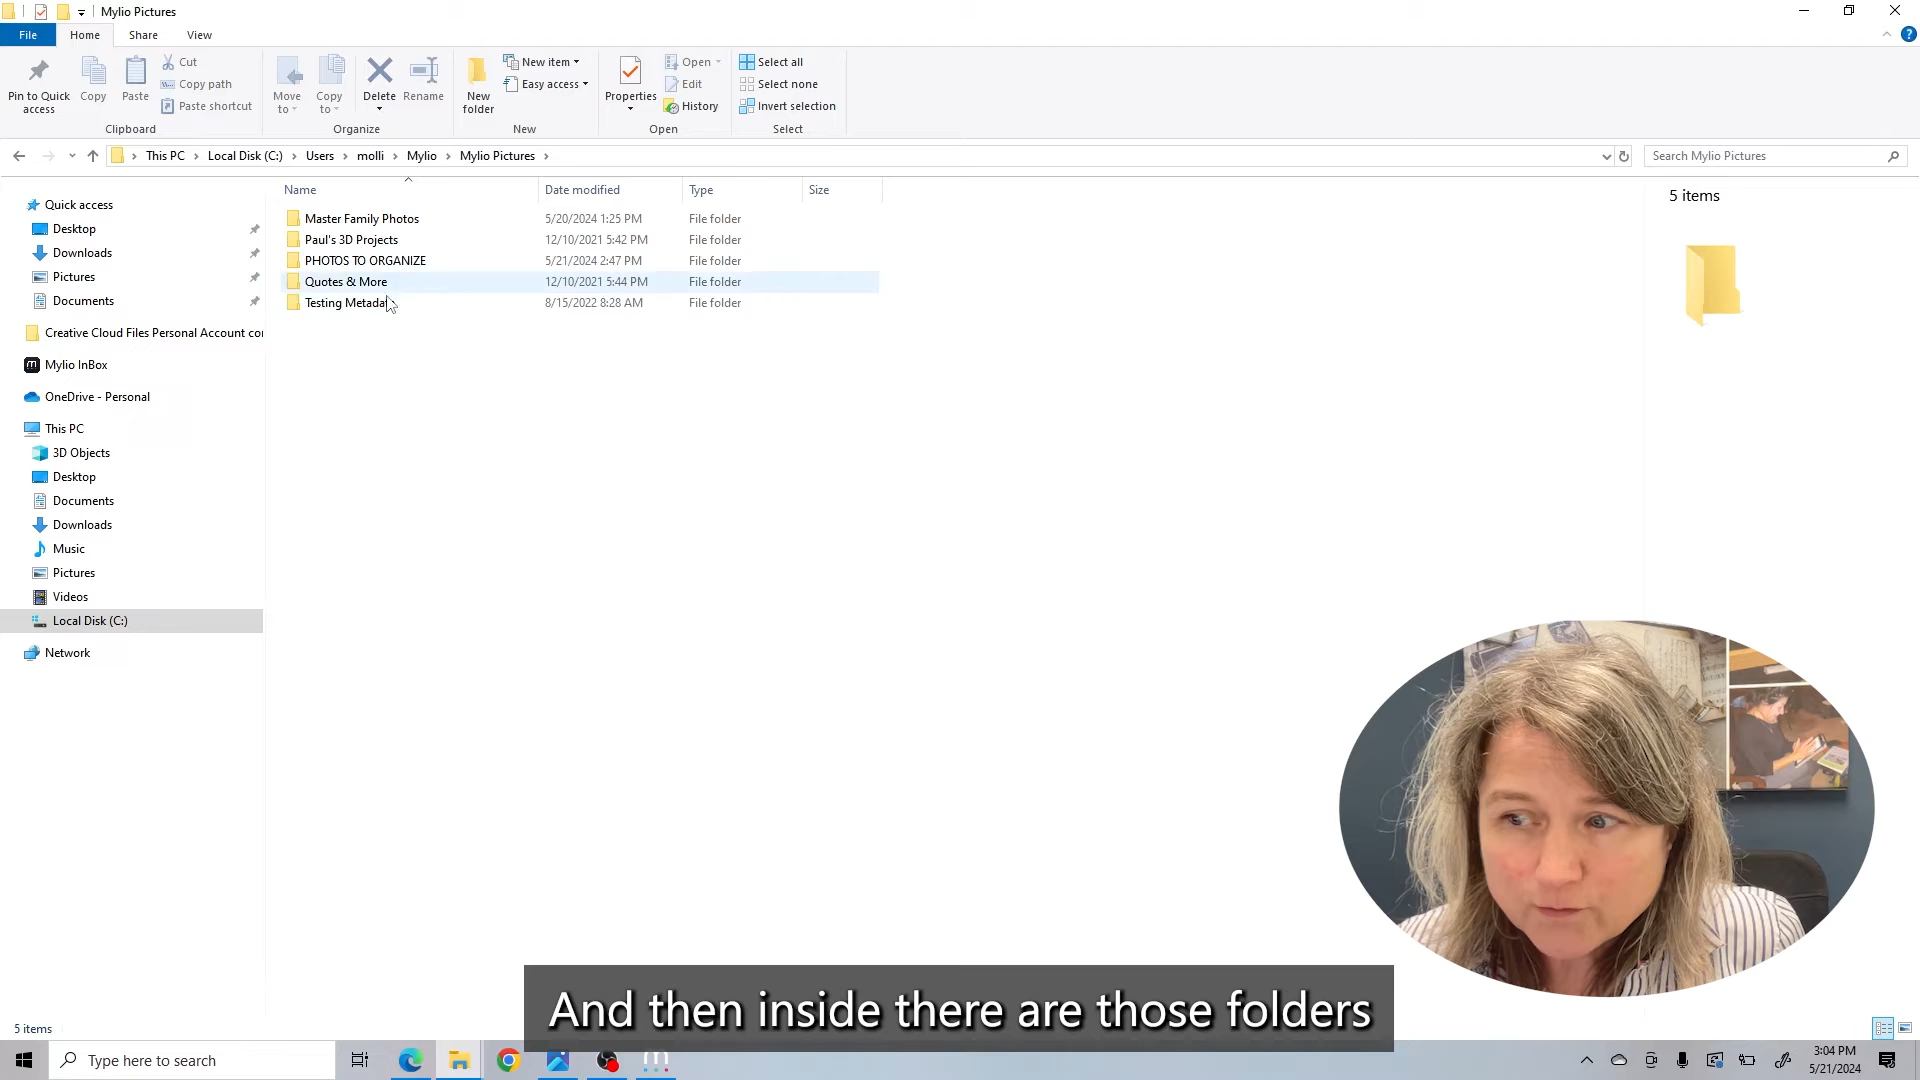 Mylio Pictures
File Home Share View
Pin to Quick access
Copy
Paste
Cut
Copy path
Paste shortcut
Clipboard
Move to
Copy to
Delete
Rename
Organize
New folder
New item
Easy access
New
Properties
Open
Edit
History
Open
Select all
Select none
Invert selection
Select
This PC › Local Disk (C:) › Users › molli › Mylio › Mylio Pictures ›
Search Mylio Pictures
Quick access
Desktop
Downloads
Pictures
Documents
Creative Cloud Files Personal Account co
Mylio InBox
OneDrive - Personal
This PC
3D Objects
Desktop
Documents
Downloads
Music
Pictures
Videos
Local Disk (C:)
Network
Name Date modified Type Size
Master Family Photos 5/20/2024 1:25 PM File folder
Paul's 3D Projects 12/10/2021 5:42 PM File folder
PHOTOS TO ORGANIZE 5/21/2024 2:47 PM File folder
Quotes & More 12/10/2021 5:44 PM File folder
Testing Metada 8/15/2022 8:28 AM File folder
5 items
And then inside there are those folders
5 items
Type here to search
3:04 PM
5/21/2024